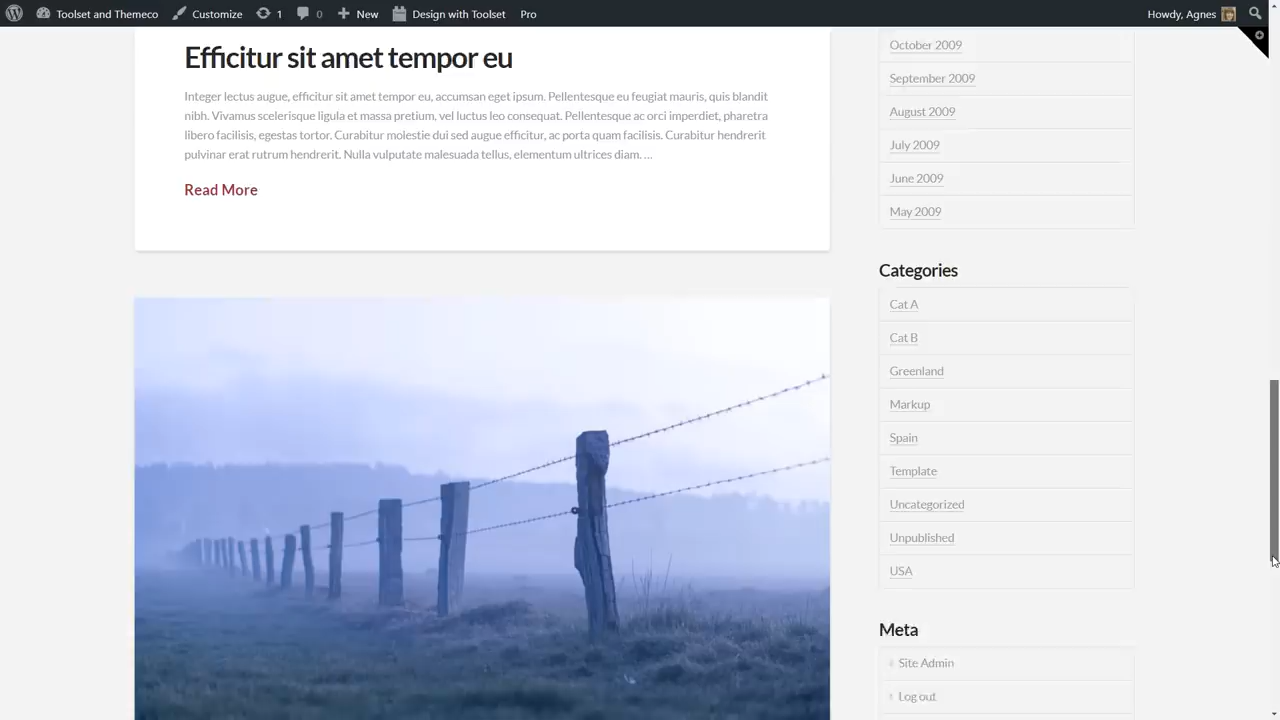 Toolset and Themeco Customize 1 0 New Design with Toolset Pro Howdy, Agnes
Efficitur sit amet tempor eu
Integer lectus augue, efficitur sit amet tempor eu, accumsan eget ipsum. Pellentesque eu feugiat mauris, quis blandit
nibh. Vivamus scelerisque ligula et massa pretium, vel luctus leo consequat. Pellentesque ac orci imperdiet, pharetra
libero facilisis, egestas tortor. Curabitur molestie dui sed augue efficitur, ac porta quam facilisis. Curabitur hendrerit
pulvinar erat rutrum hendrerit. Nulla vulputate malesuada tellus, elementum ultrices diam. ...
Read More
October 2009
September 2009
August 2009
July 2009
June 2009
May 2009
Categories
Cat A
Cat B
Greenland
Markup
Spain
Template
Uncategorized
Unpublished
USA
Meta
Site Admin
Log out